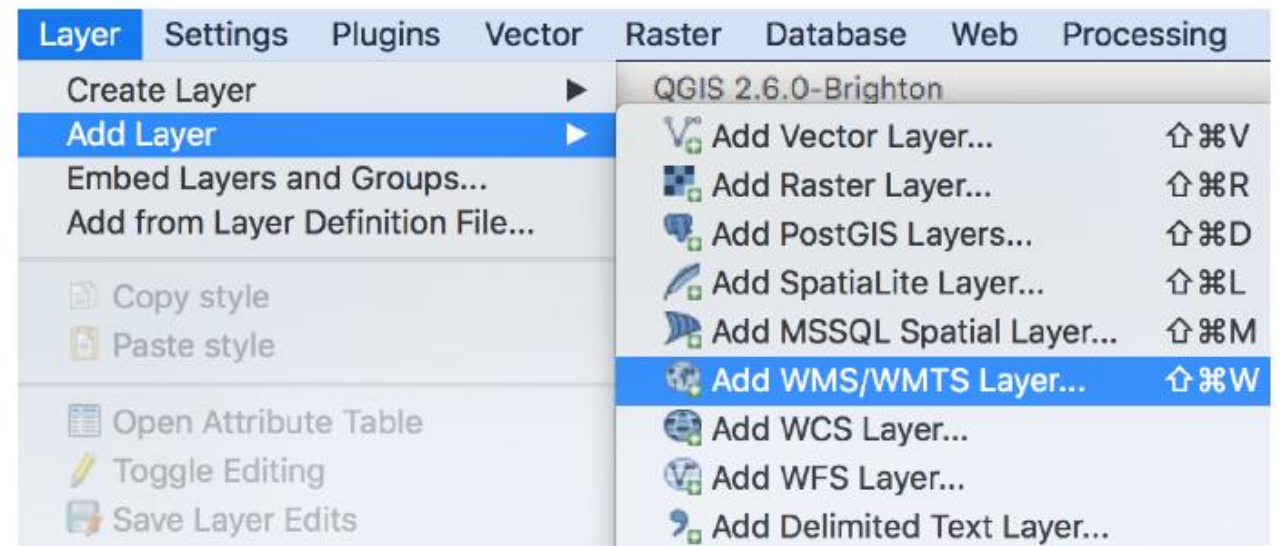 Layer Settings Plugins Vector Raster Database Web Processing
QGIS 2.6.0-Brighton
Create Layer ▶
Add Layer ▶
Embed Layers and Groups...
Add from Layer Definition File...
Copy style
Paste style
Open Attribute Table
Toggle Editing
Save Layer Edits
Add Vector Layer... ⇧⌘V
Add Raster Layer... ⇧⌘R
Add PostGIS Layers... ⇧⌘D
Add SpatiaLite Layer... ⇧⌘L
Add MSSQL Spatial Layer... ⇧⌘M
Add WMS/WMTS Layer... ⇧⌘W
Add WCS Layer...
Add WFS Layer...
Add Delimited Text Layer...